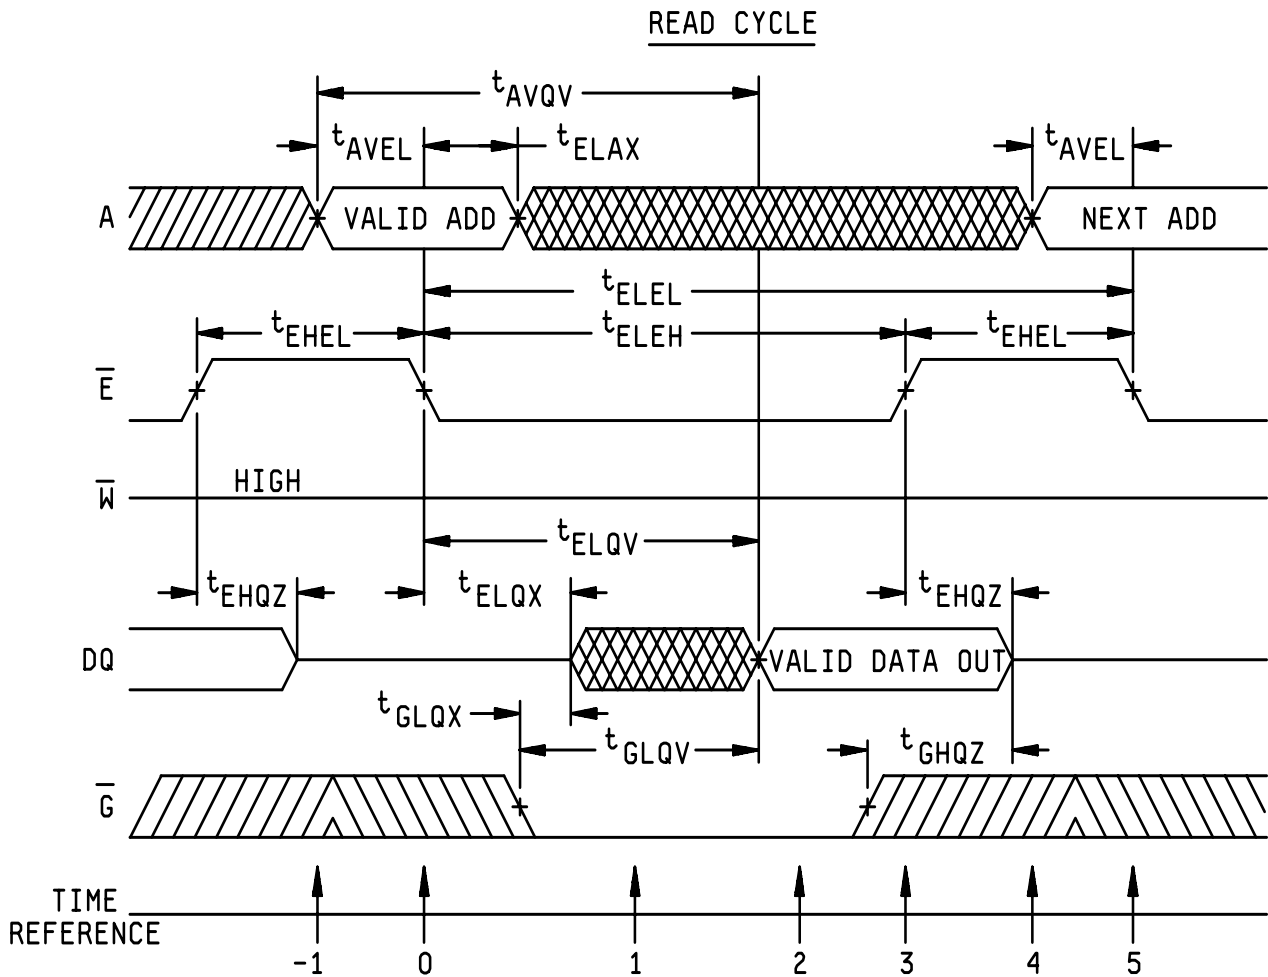 READ CYCLE
tAVQV
tAVEL tELAX tAVEL
A VALID ADD NEXT ADD
tELEL
tEHEL tELEH tEHEL
E̅
HIGH
W̅
tELQV
tEHQZ tELQX tEHQZ
DQ VALID DATA OUT
tGLQX
tGLQV tGHQZ
G̅
TIME
REFERENCE
-1 0 1 2 3 4 5